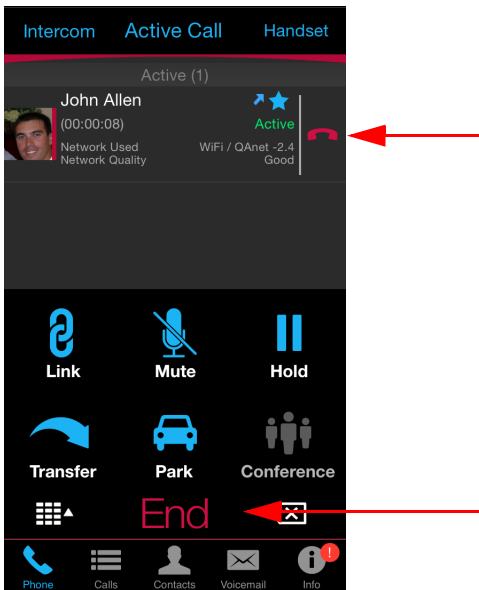 Intercom Active Call Handset
Active (1)
John Allen
(00:00:08) Active
Network Used WiFi / QAnet -2.4
Network Quality Good
Link Mute Hold
Transfer Park Conference
End
Phone Calls Contacts Voicemail Info
!